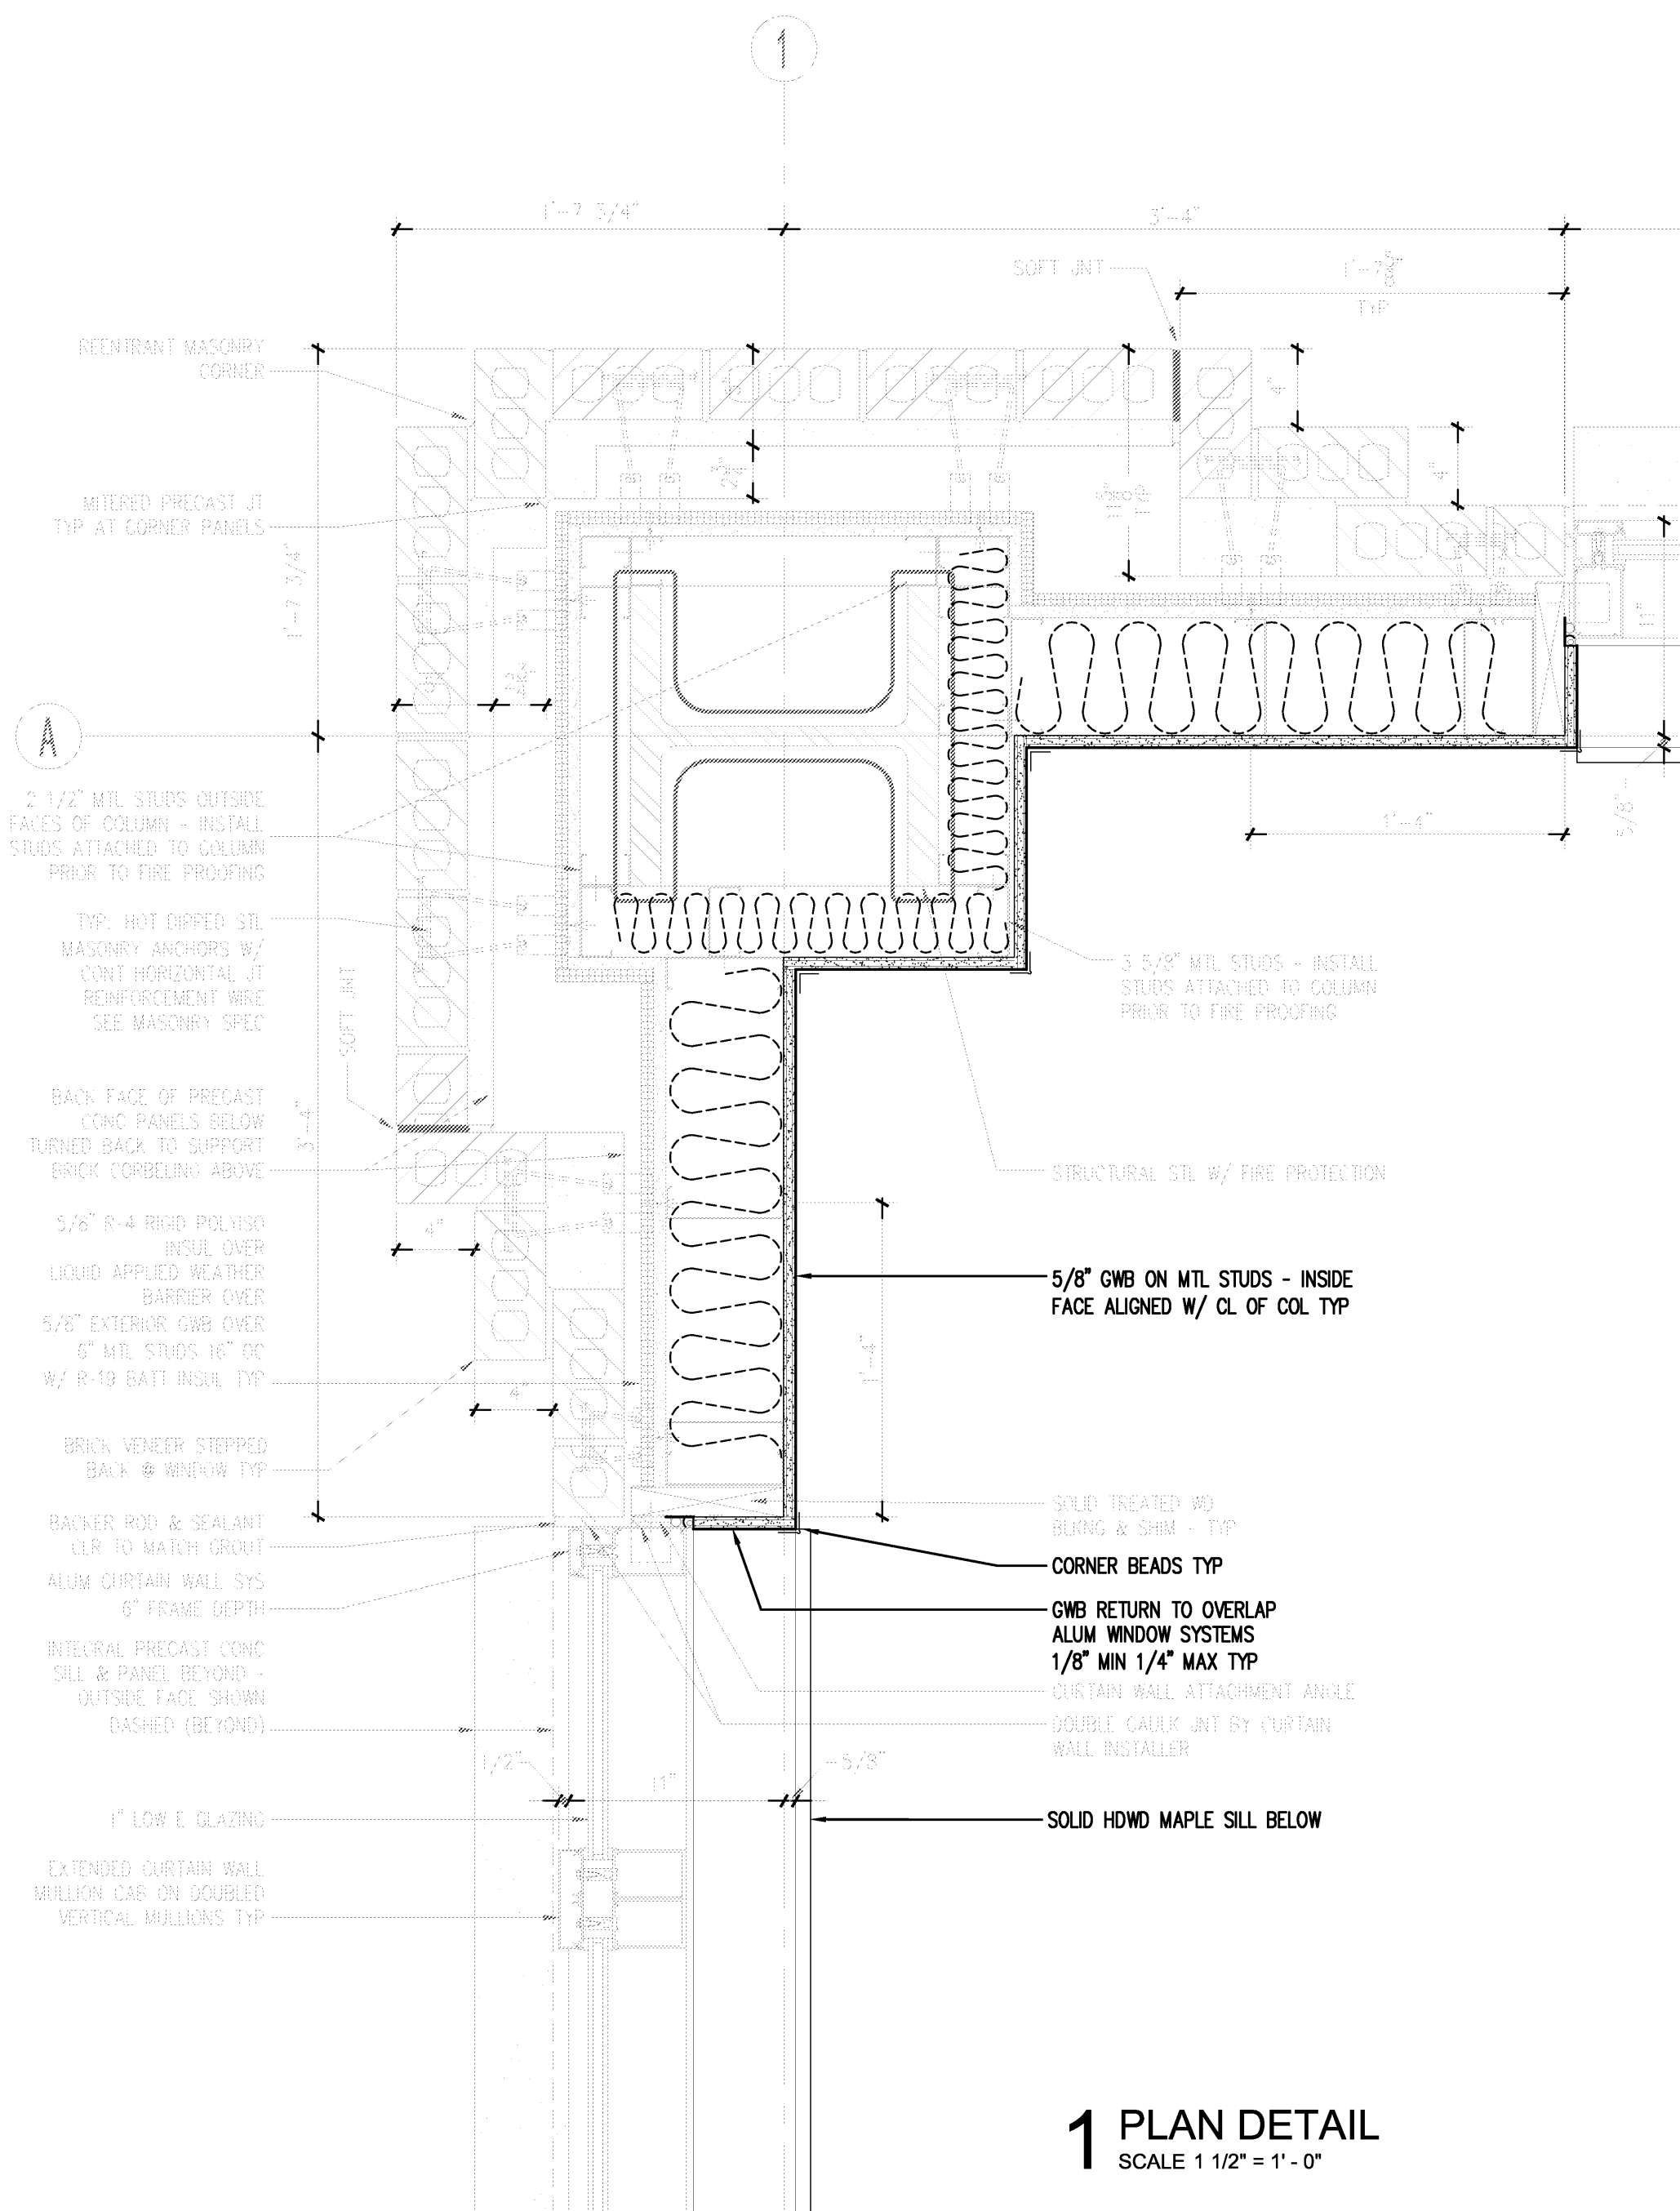 1
1'-7 3/4"
3'-4"
SOFT JNT
1'-7 5/8"
TYP
REENTRANT MASONRY
CORNER
4"
4"
2 3/4"
MITERED PRECAST JT
TYP AT CORNER PANELS
1'-7 3/4"
2 3/4"
11"
A
2 1/2" MTL STUDS OUTSIDE
FACES OF COLUMN - INSTALL
STUDS ATTACHED TO COLUMN
PRIOR TO FIRE PROOFING
1'-4"
5/8"
TYP: HOT DIPPED STL
MASONRY ANCHORS W/
CONT HORIZONTAL JT
REINFORCEMENT WIRE
SEE MASONRY SPEC
SOFT JNT
3 5/8" MTL STUDS - INSTALL
STUDS ATTACHED TO COLUMN
PRIOR TO FIRE PROOFING
BACK FACE OF PRECAST
CONC PANELS BELOW
TURNED BACK TO SUPPORT
BRICK CORBELING ABOVE
3'-4"
STRUCTURAL STL W/ FIRE PROTECTION
5/8" R-4 RIGID POLYISO
INSUL OVER
LIQUID APPLIED WEATHER
BARRIER OVER
5/8" EXTERIOR GWB OVER
6" MTL STUDS 16" OC
W/ R-19 BATT INSUL TYP
4"
4"
5/8" GWB ON MTL STUDS - INSIDE
FACE ALIGNED W/ CL OF COL TYP
1'-4"
BRICK VENEER STEPPED
BACK @ WINDOW TYP
BACKER ROD & SEALANT
CLR TO MATCH GROUT
SOLID TREATED WD
BLKNG & SHIM - TYP
CORNER BEADS TYP
ALUM CURTAIN WALL SYS
6" FRAME DEPTH
GWB RETURN TO OVERLAP
ALUM WINDOW SYSTEMS
1/8" MIN 1/4" MAX TYP
INTEGRAL PRECAST CONC
SILL & PANEL BEYOND -
OUTSIDE FACE SHOWN
DASHED (BEYOND)
CURTAIN WALL ATTACHMENT ANGLE
DOUBLE CAULK JNT BY CURTAIN
WALL INSTALLER
1/2"
11"
5/8"
1" LOW E GLAZING
SOLID HDWD MAPLE SILL BELOW
EXTENDED CURTAIN WALL
MULLION CAB ON DOUBLED
VERTICAL MULLIONS TYP
1 PLAN DETAIL
SCALE 1 1/2" = 1' - 0"